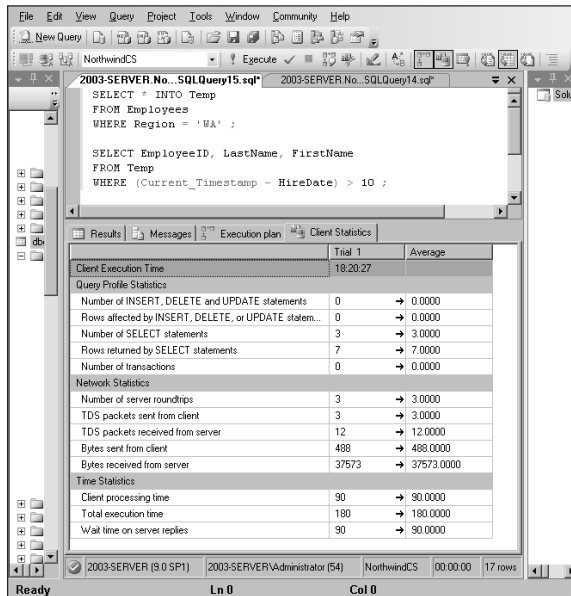 File Edit View Query Project Tools Window Community Help
New Query
NorthwindCS Execute
2003-SERVER.No...SQLQuery15.sql* 2003-SERVER.No...SQLQuery14.sql*
SELECT * INTO Temp
FROM Employees
WHERE Region = 'WA' ;
SELECT EmployeeID, LastName, FirstName
FROM Temp
WHERE (Current_Timestamp - HireDate) > 10 ;
Solu
db
Results Messages Execution plan Client Statistics
Trial 1 Average
Client Execution Time 18:20:27
Query Profile Statistics
Number of INSERT, DELETE and UPDATE statements 0 → 0.0000
Rows affected by INSERT, DELETE, or UPDATE statem... 0 → 0.0000
Number of SELECT statements 3 → 3.0000
Rows returned by SELECT statements 7 → 7.0000
Number of transactions 0 → 0.0000
Network Statistics
Number of server roundtrips 3 → 3.0000
TDS packets sent from client 3 → 3.0000
TDS packets received from server 12 → 12.0000
Bytes sent from client 488 → 488.0000
Bytes received from server 37573 → 37573.0000
Time Statistics
Client processing time 90 → 90.0000
Total execution time 180 → 180.0000
Wait time on server replies 90 → 90.0000
2003-SERVER (9.0 SP1) 2003-SERVER\Administrator (54) NorthwindCS 00:00:00 17 rows
Ready Ln 0 Col 0